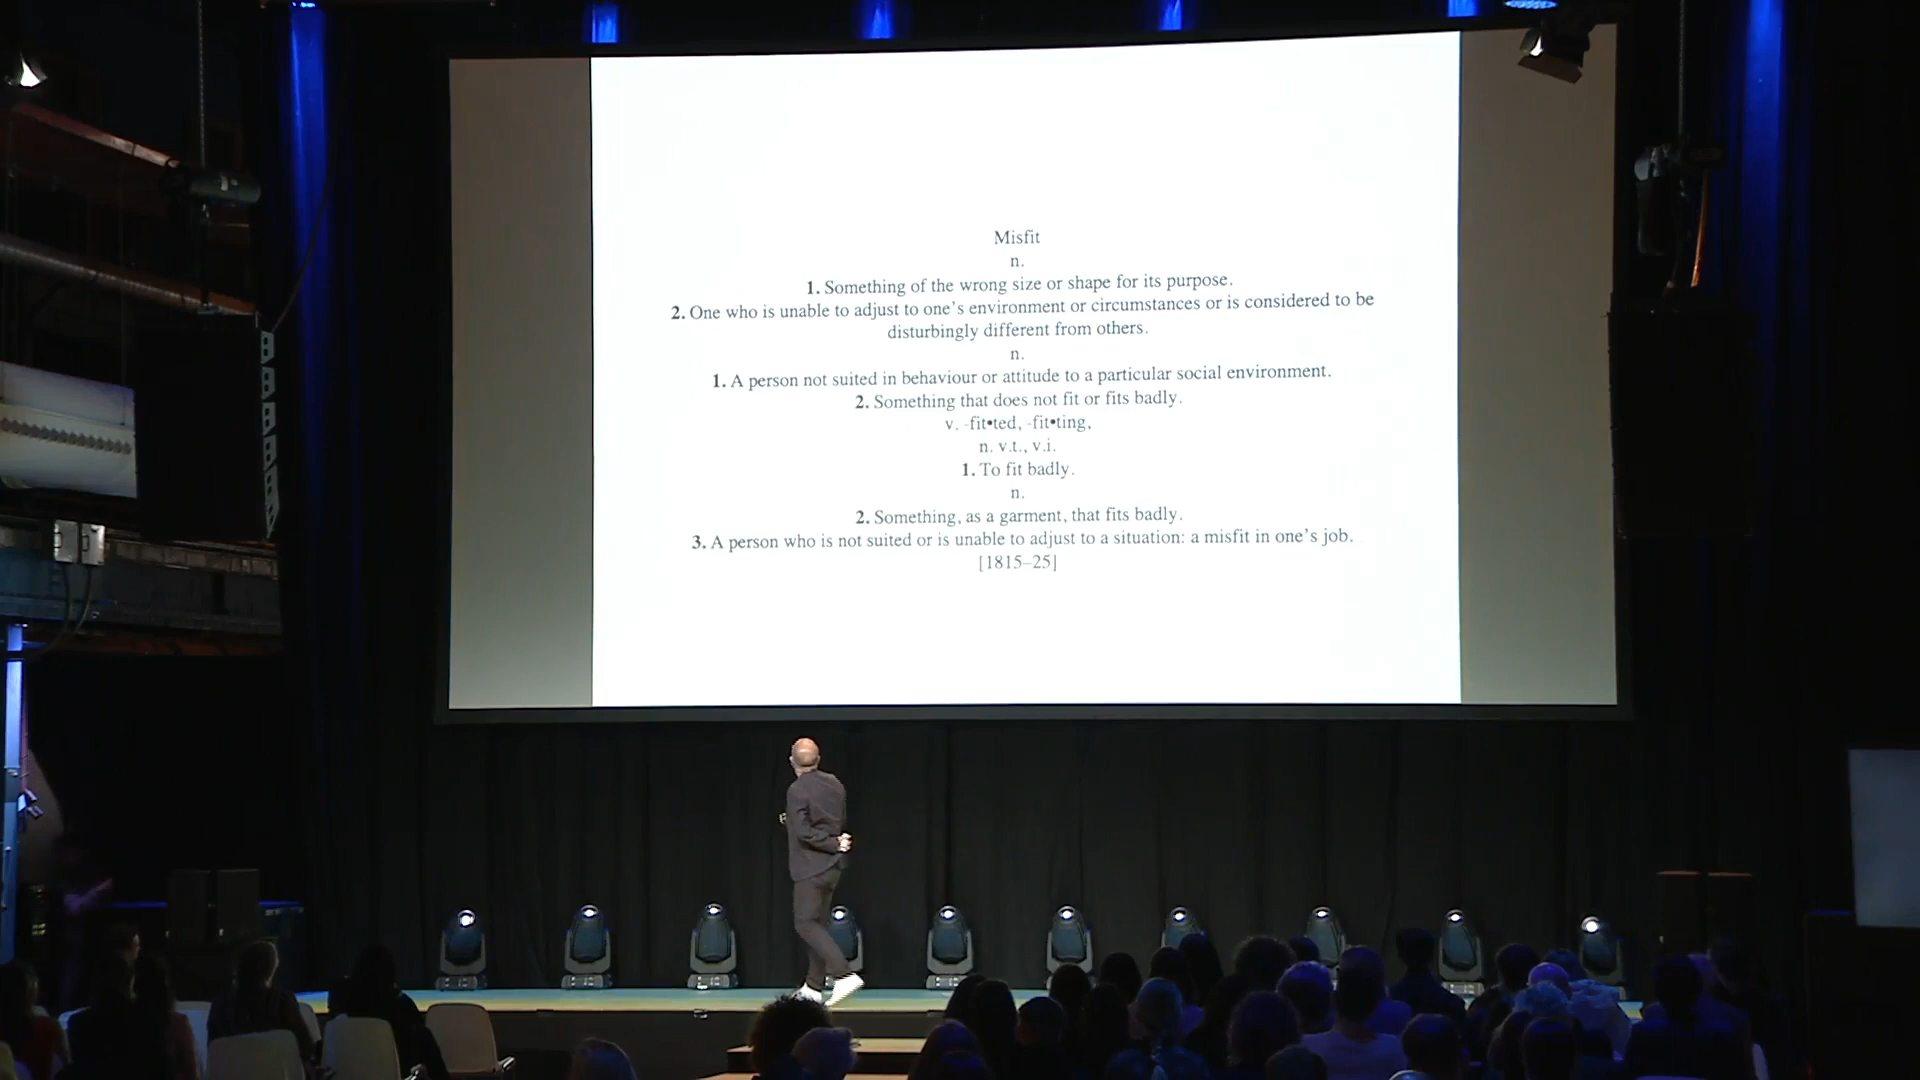 Misfit
n.
1. Something of the wrong size or shape for its purpose.
2. One who is unable to adjust to one's environment or circumstances or is considered to be
disturbingly different from others.
n.
1. A person not suited in behaviour or attitude to a particular social environment.
2. Something that does not fit or fits badly.
v. -fit•ted, -fit•ting,
n. v.t., v.i.
1. To fit badly.
n.
2. Something, as a garment, that fits badly.
3. A person who is not suited or is unable to adjust to a situation: a misfit in one's job.
[1815–25]